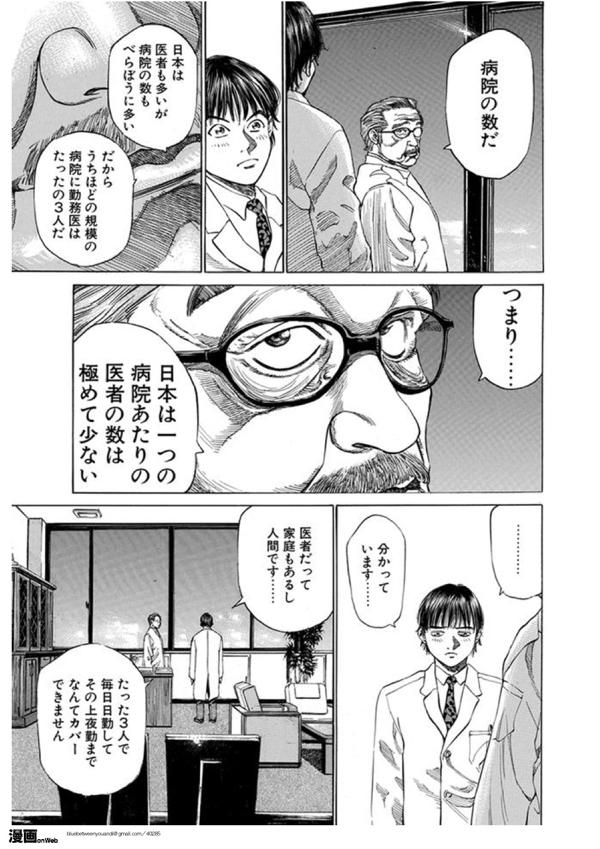 病院の数だ
日本は
医者も多いが
病院の数も
べらぼうに多い
だから
うちほどの規模の
病院に勤務医は
たったの3人だ
つまり……
日本は一つの
病院あたりの
医者の数は
極めて少ない
………
分かって
います……
医者だって
家庭もあるし
人間です……
たった3人で
毎日日勤して
その上夜勤まで
なんてカバー
できません
漫画 on Web
bluebetweenyouandi@gmail.com／40285